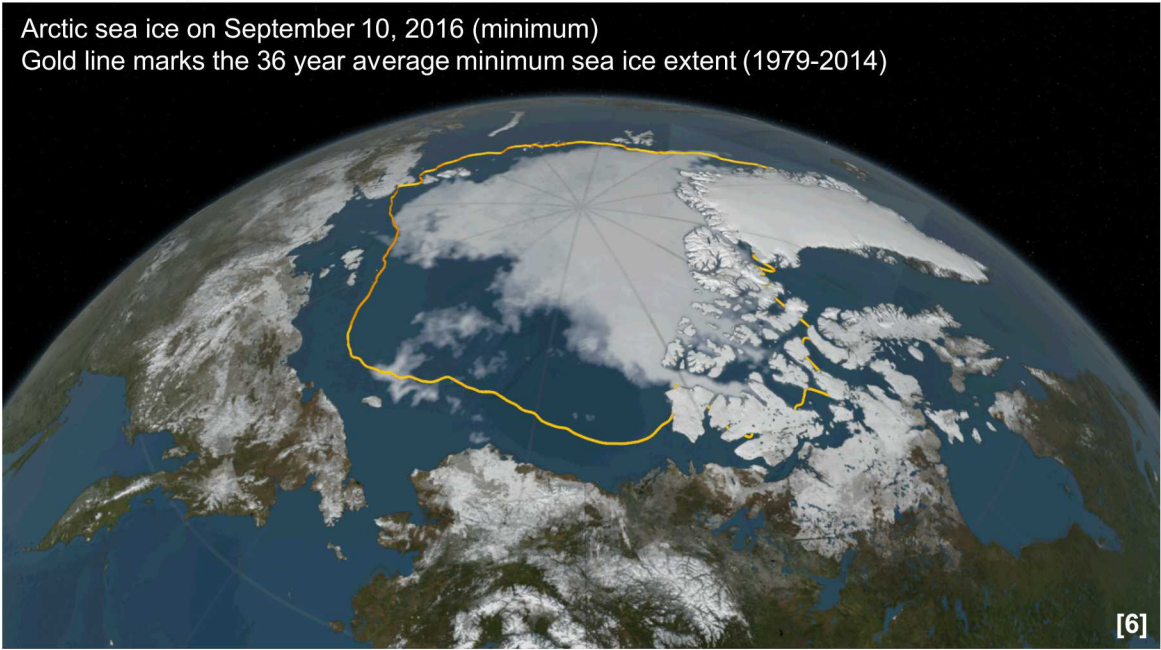 Arctic sea ice on September 10, 2016 (minimum)
Gold line marks the 36 year average minimum sea ice extent (1979-2014)
[6]